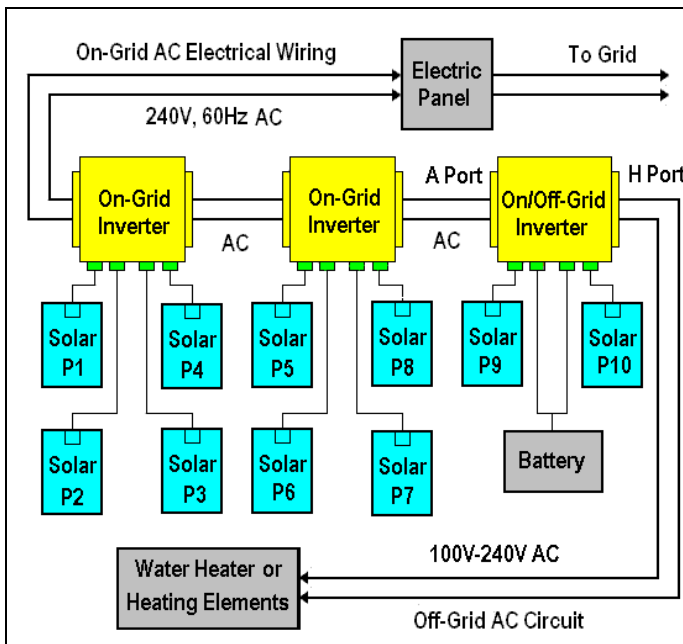 On-Grid AC Electrical Wiring
Electric
Panel
To Grid
240V, 60Hz AC
On-Grid
Inverter
On-Grid
Inverter
A Port
On/Off-Grid
Inverter
H Port
AC
AC
Solar
P1
Solar
P4
Solar
P5
Solar
P8
Solar
P9
Solar
P10
Solar
P2
Solar
P3
Solar
P6
Solar
P7
Battery
100V-240V AC
Water Heater or
Heating Elements
Off-Grid AC Circuit